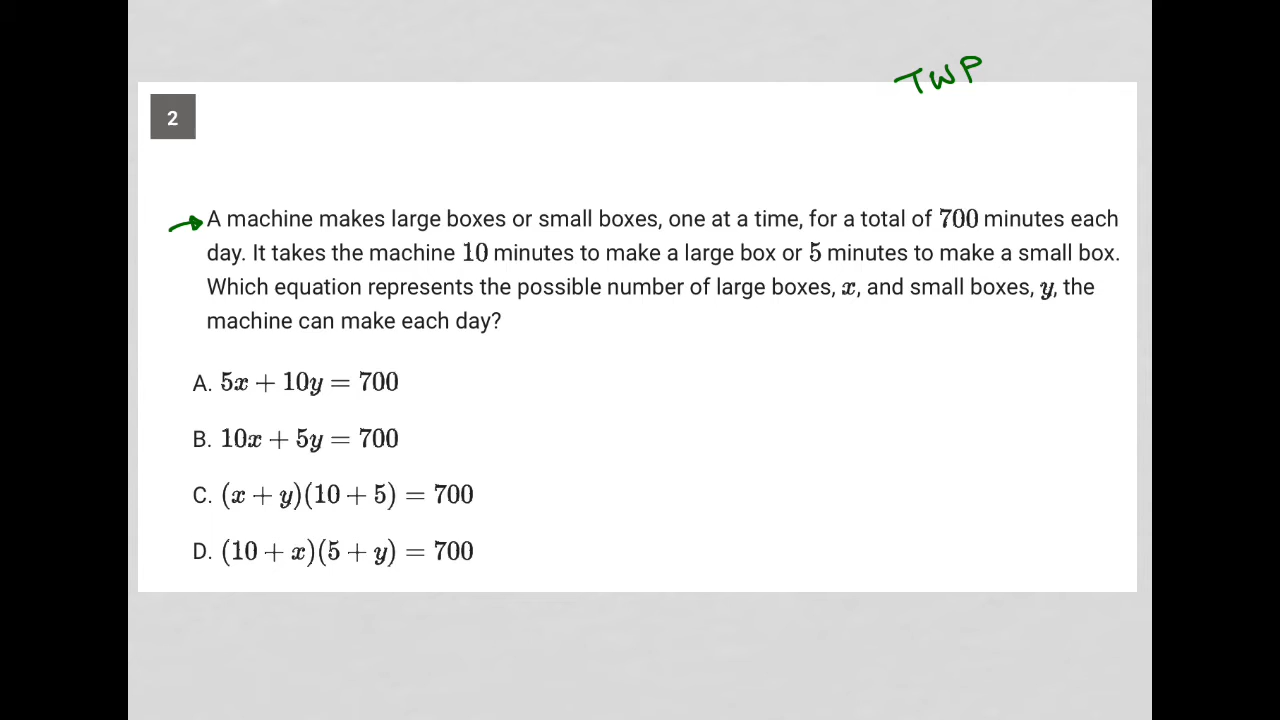 TWP
2
A machine makes large boxes or small boxes, one at a time, for a total of 700 minutes each
day. It takes the machine 10 minutes to make a large box or 5 minutes to make a small box.
Which equation represents the possible number of large boxes, x, and small boxes, y, the
machine can make each day?
A. 5x + 10y = 700
B. 10x + 5y = 700
C. (x + y)(10 + 5) = 700
D. (10 + x)(5 + y) = 700